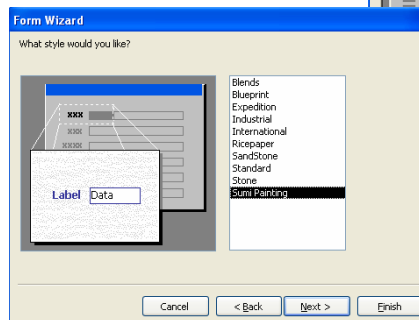 Form Wizard
What style would you like?
xxx
xxx
xxxx
Label Data
Blends
Blueprint
Expedition
Industrial
International
Ricepaper
SandStone
Standard
Stone
Sumi Painting
Cancel
< Back
Next >
Finish